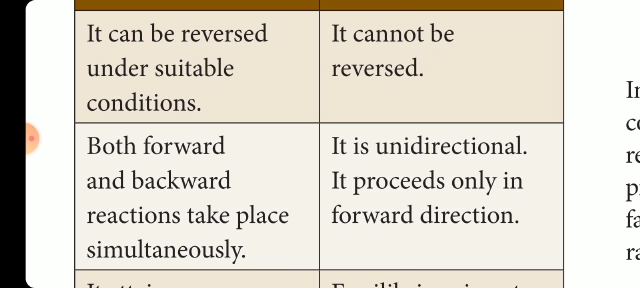 It can be reversed
under suitable
conditions.
It cannot be
reversed.
Both forward
and backward
reactions take place
simultaneously.
It is unidirectional.
It proceeds only in
forward direction.